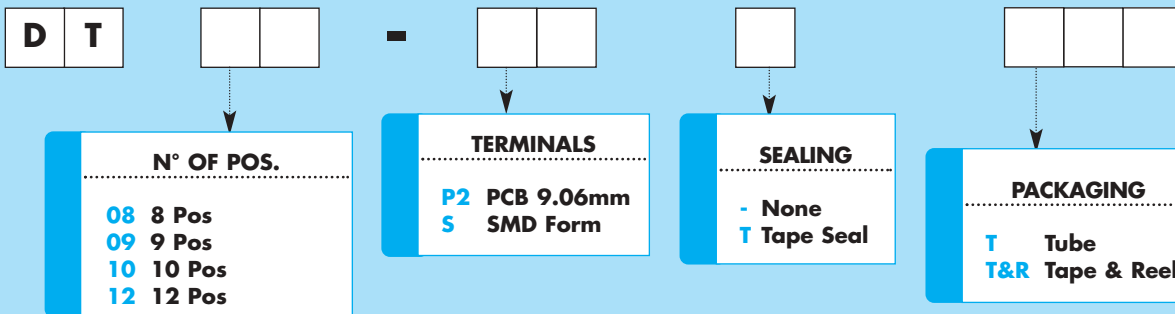 D T -
N° OF POS.
08 8 Pos
09 9 Pos
10 10 Pos
12 12 Pos
TERMINALS
P2 PCB 9.06mm
S SMD Form
SEALING
- None
T Tape Seal
PACKAGING
T Tube
T&R Tape & Reel